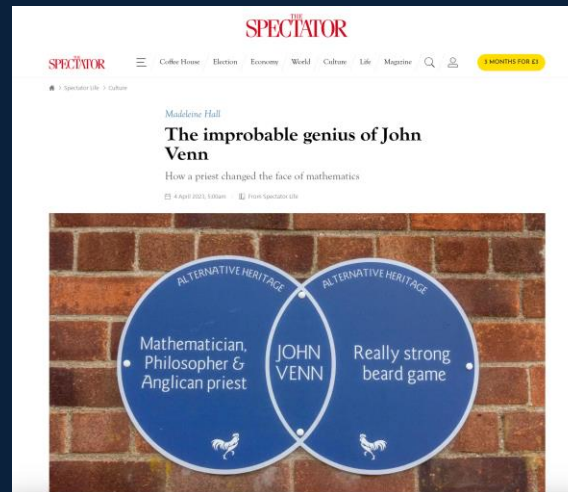 THE
SPECTATOR
THE
SPECTATOR
Coffee House Election Economy World Culture Life Magazine
3 MONTHS FOR £3
Spectator Life > Culture
Madeleine Hall
The improbable genius of John
Venn
How a priest changed the face of mathematics
4 April 2023, 5:00am From Spectator Life
ALTERNATIVE HERITAGE
Mathematician,
Philosopher &
Anglican priest
JOHN
VENN
ALTERNATIVE HERITAGE
Really strong
beard game